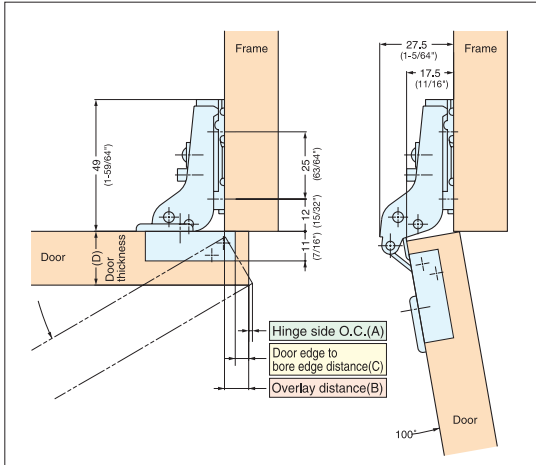 Frame
49
(1-59/64")
25
(63/64")
12
(15/32")
11
(7/16")
Door
(D)
Door
thickness
Hinge side O.C.(A)
Door edge to
bore edge distance(C)
Overlay distance(B)
27.5
(1-5/64")
17.5
(11/16")
Frame
Door
100°